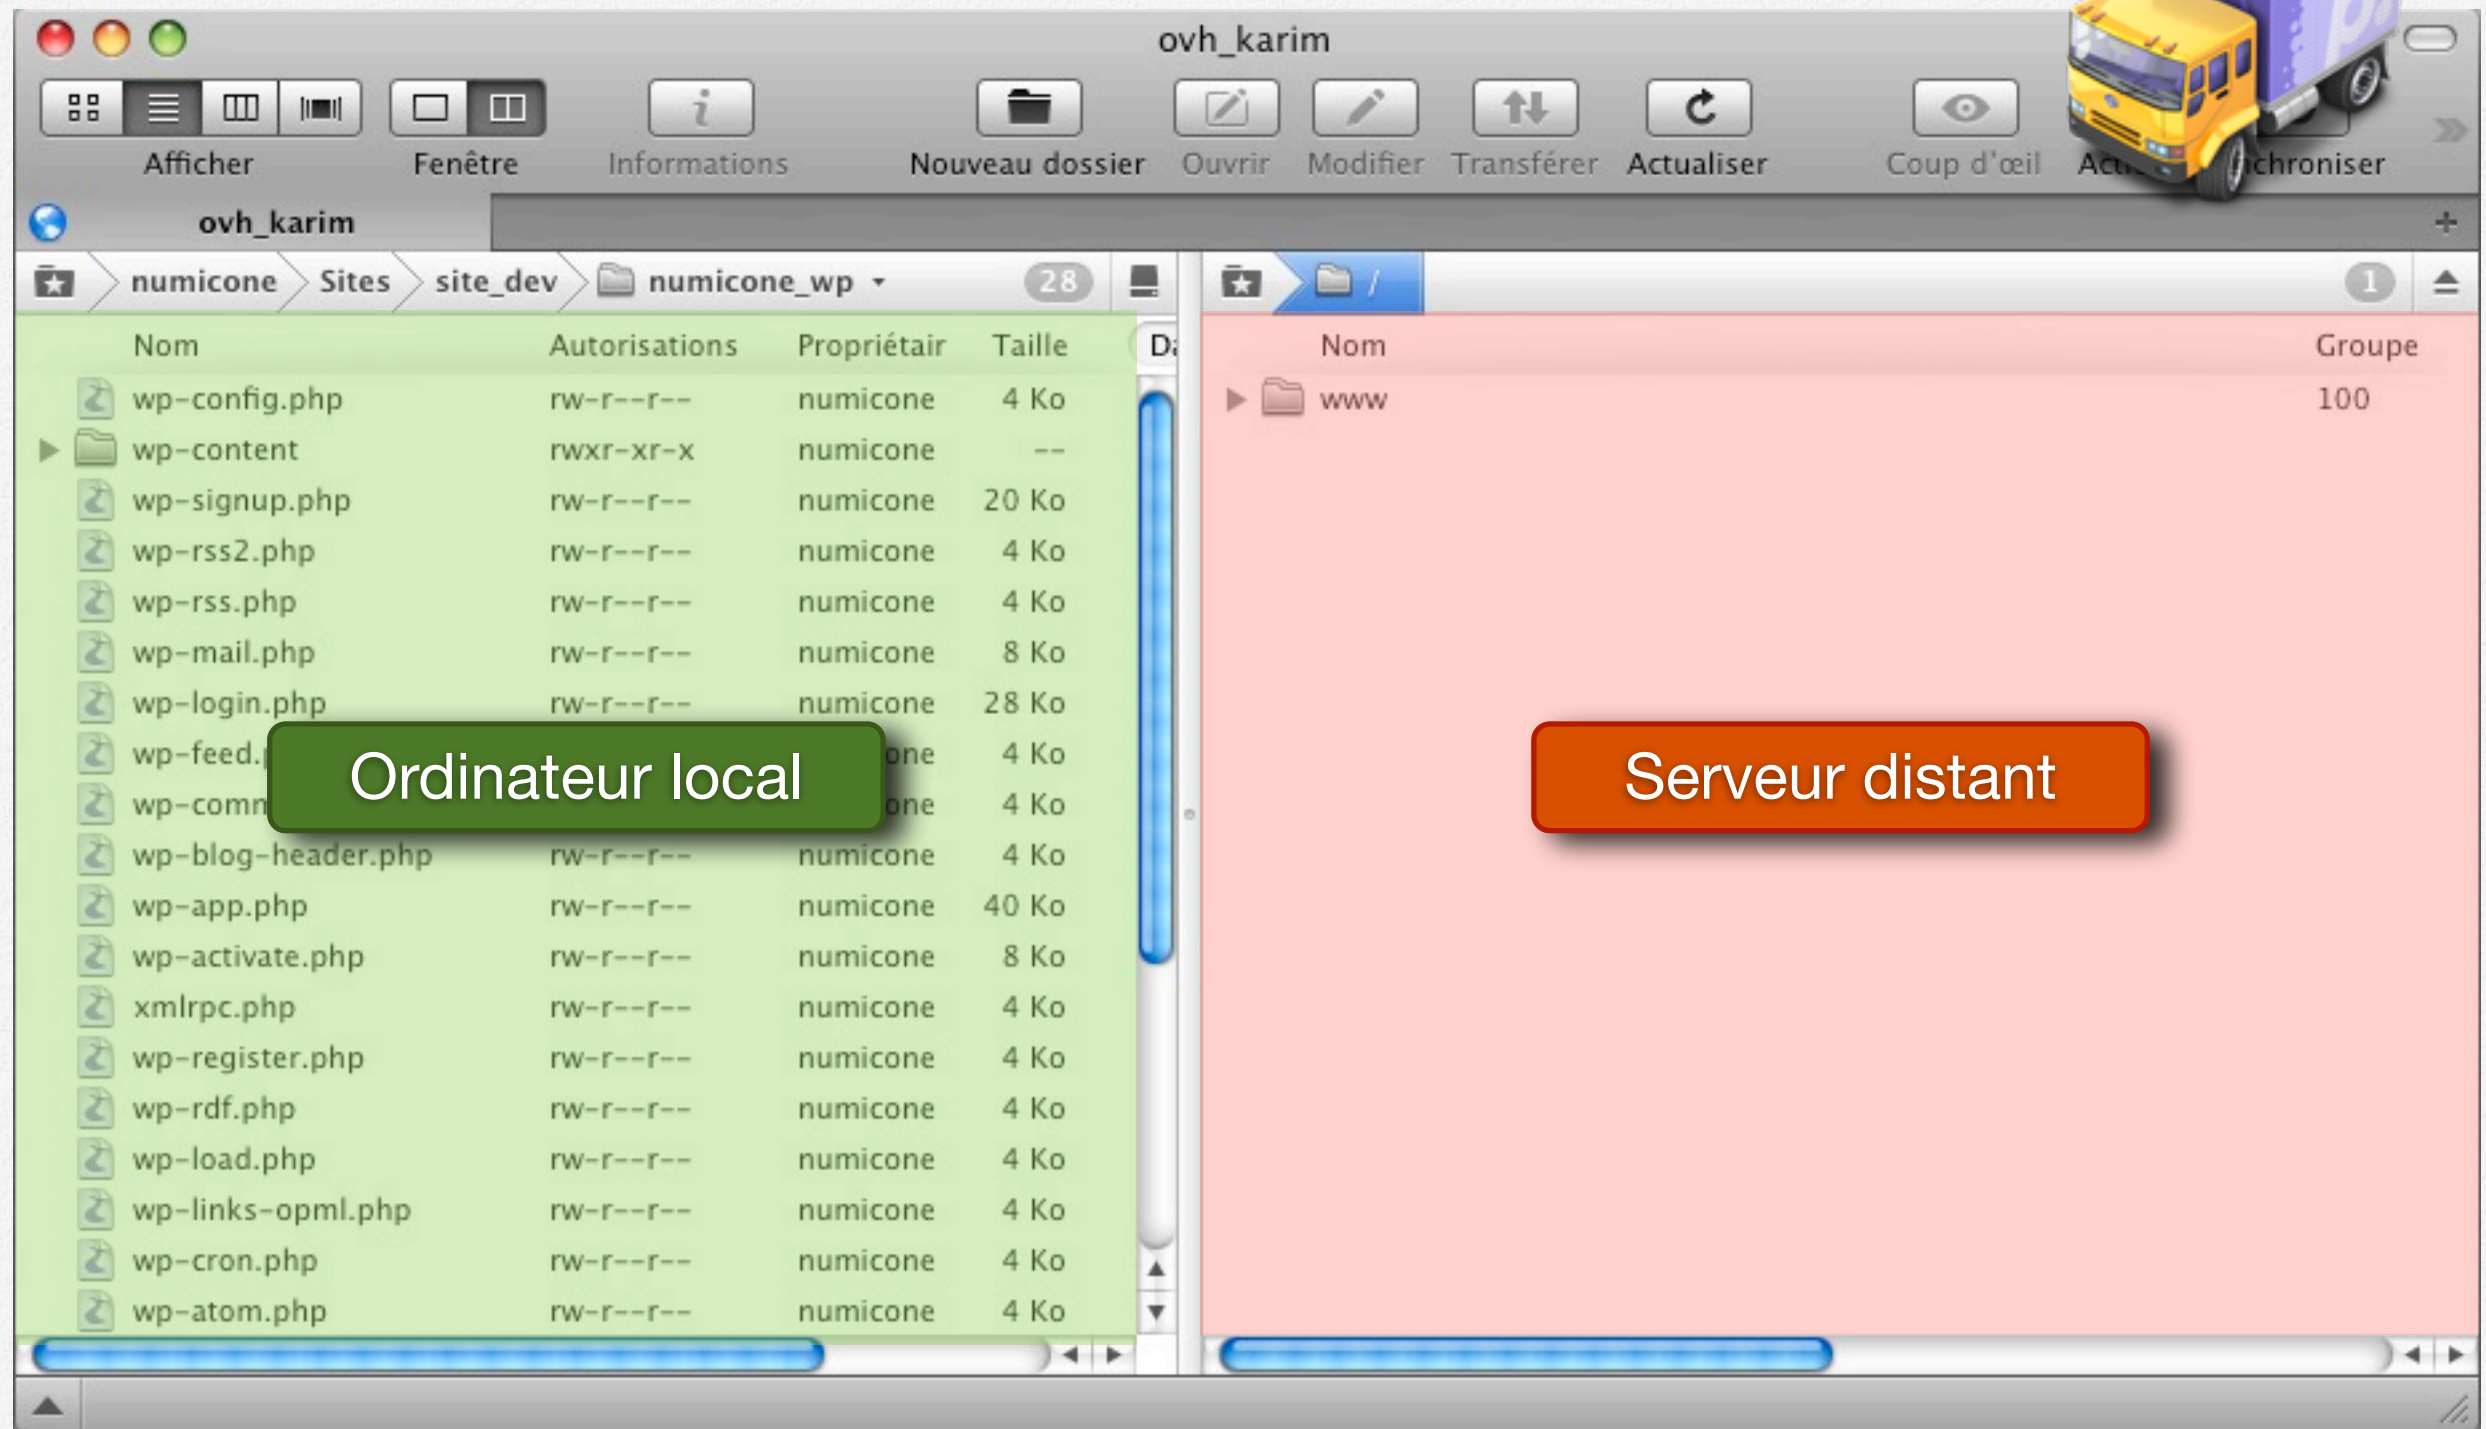 ovh_karim
Afficher Fenêtre Informations Nouveau dossier Ouvrir Modifier Transférer Actualiser Coup d'œil
ovh_karim
numicone Sites site_dev numicone_wp 28 / 1
Nom Autorisations Propriétair Taille Nom Groupe
wp-config.php rw-r--r-- numicone 4 Ko www 100
wp-content rwxr-xr-x numicone --
wp-signup.php rw-r--r-- numicone 20 Ko
wp-rss2.php rw-r--r-- numicone 4 Ko
wp-rss.php rw-r--r-- numicone 4 Ko
wp-mail.php rw-r--r-- numicone 8 Ko
wp-login.php rw-r--r-- numicone 28 Ko
4 Ko
Ordinateur local Serveur distant
4 Ko
wp-blog-header.php rw-r--r-- numicone 4 Ko
wp-app.php rw-r--r-- numicone 40 Ko
wp-activate.php rw-r--r-- numicone 8 Ko
xmlrpc.php rw-r--r-- numicone 4 Ko
wp-register.php rw-r--r-- numicone 4 Ko
wp-rdf.php rw-r--r-- numicone 4 Ko
wp-load.php rw-r--r-- numicone 4 Ko
wp-links-opml.php rw-r--r-- numicone 4 Ko
wp-cron.php rw-r--r-- numicone 4 Ko
wp-atom.php rw-r--r-- numicone 4 Ko